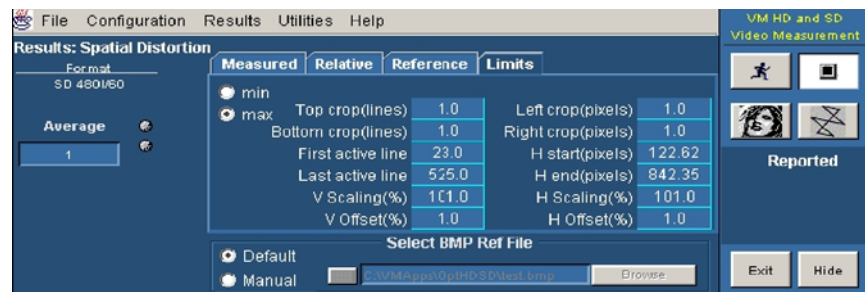 File Configuration Results Utilities Help
VM HD and SD
Video Measurement
Results: Spatial Distortion
Format
SD 480I/60
Average
1
Measured Relative Reference Limits
min
max
Top crop(lines) 1.0 Left crop(pixels) 1.0
Bottom crop(lines) 1.0 Right crop(pixels) 1.0
First active line 23.0 H start(pixels) 122.62
Last active line 525.0 H end(pixels) 842.35
V Scaling(%) 101.0 H Scaling(%) 101.0
V Offset(%) 1.0 H Offset(%) 1.0
Select BMP Ref File
Default
Manual C:\VMApps\OptHDSD\test.bmp Browse
Reported
Exit Hide